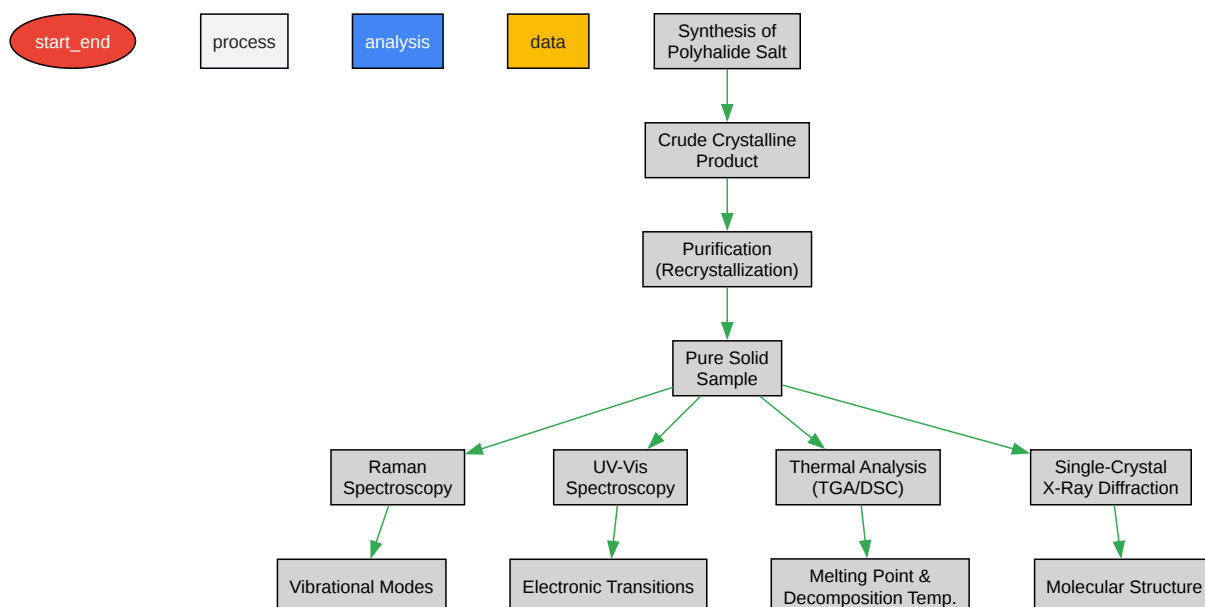 start_end
process
analysis
data
Synthesis of
Polyhalide Salt
Crude Crystalline
Product
Purification
(Recrystallization)
Pure Solid
Sample
Raman
Spectroscopy
UV-Vis
Spectroscopy
Thermal Analysis
(TGA/DSC)
Single-Crystal
X-Ray Diffraction
Vibrational Modes
Electronic Transitions
Melting Point &
Decomposition Temp.
Molecular Structure